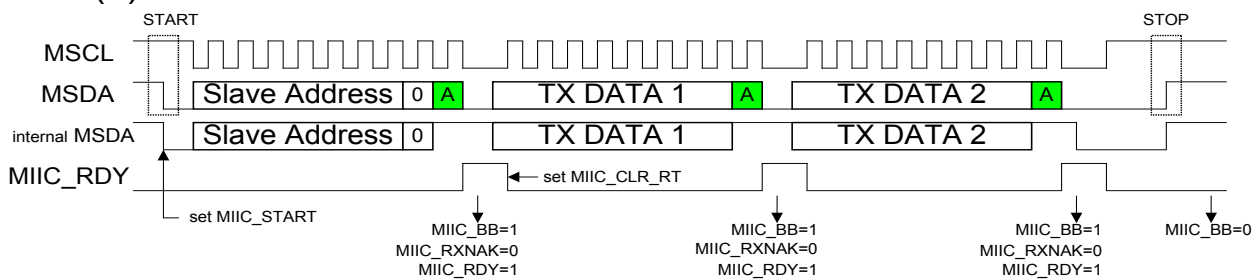 START
STOP
MSCL
MSDA
Slave Address 0 A TX DATA 1 A TX DATA 2 A
internal MSDA
Slave Address 0 TX DATA 1 TX DATA 2
MIIC_RDY
set MIIC_CLR_RT
set MIIC_START
MIIC_BB=1 MIIC_BB=1 MIIC_BB=1 MIIC_BB=0
MIIC_RXNAK=0 MIIC_RXNAK=0 MIIC_RXNAK=0
MIIC_RDY=1 MIIC_RDY=1 MIIC_RDY=1